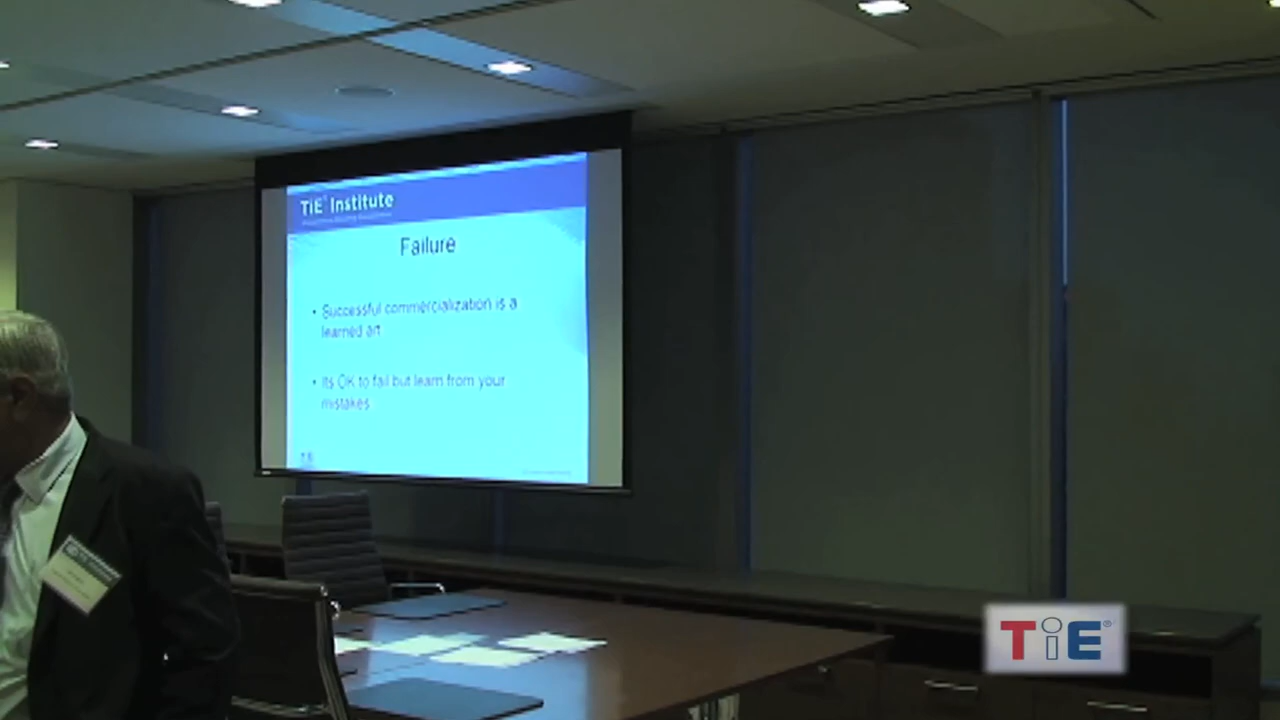 TiE Institute
Failure
• Successful commercialization is a
learned art
• Its OK to fail but learn from your
mistakes
TiE®